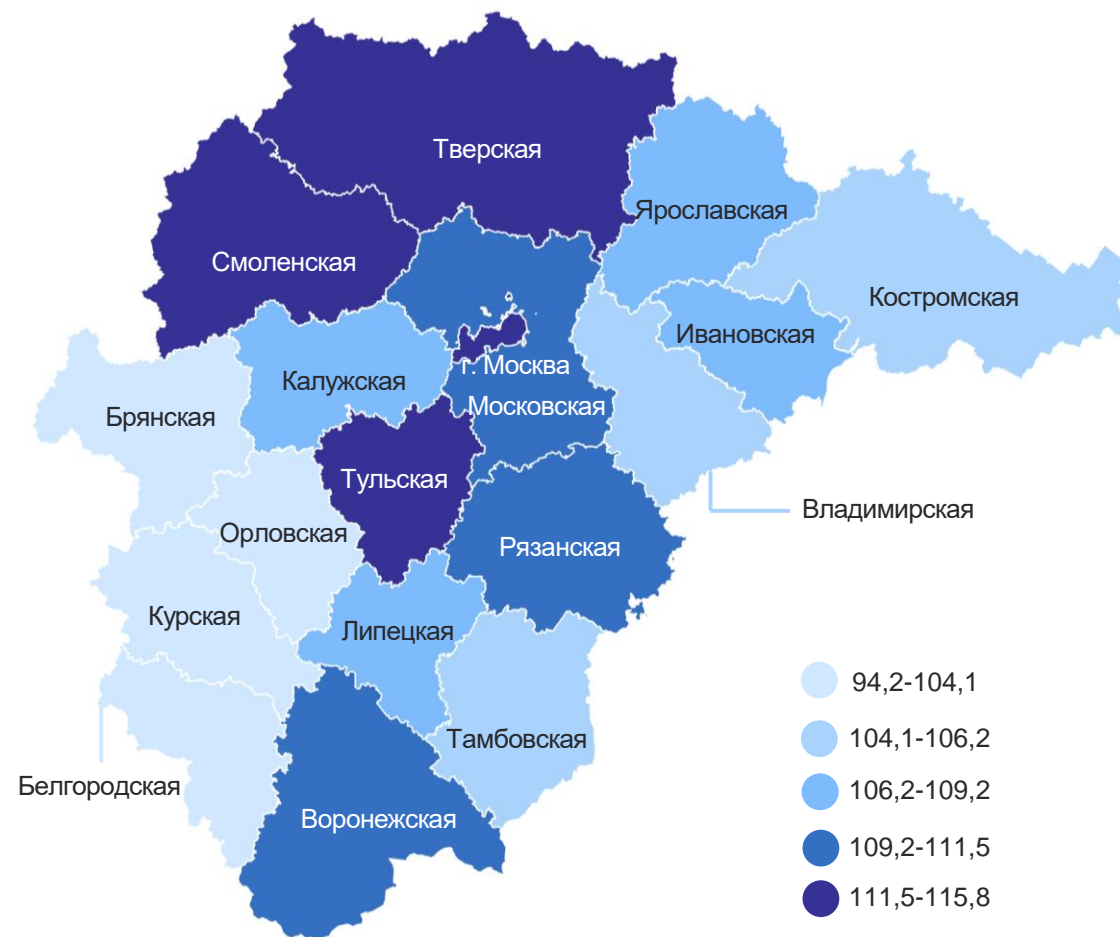 Тверская
Ярославская
Смоленская
Костромская
Ивановская
г. Москва
Калужская
Московская
Брянская
Тульская
Владимирская
Орловская
Рязанская
Курская
Липецкая
94,2-104,1
104,1-106,2
Тамбовская
Белгородская
106,2-109,2
Воронежская
109,2-111,5
111,5-115,8